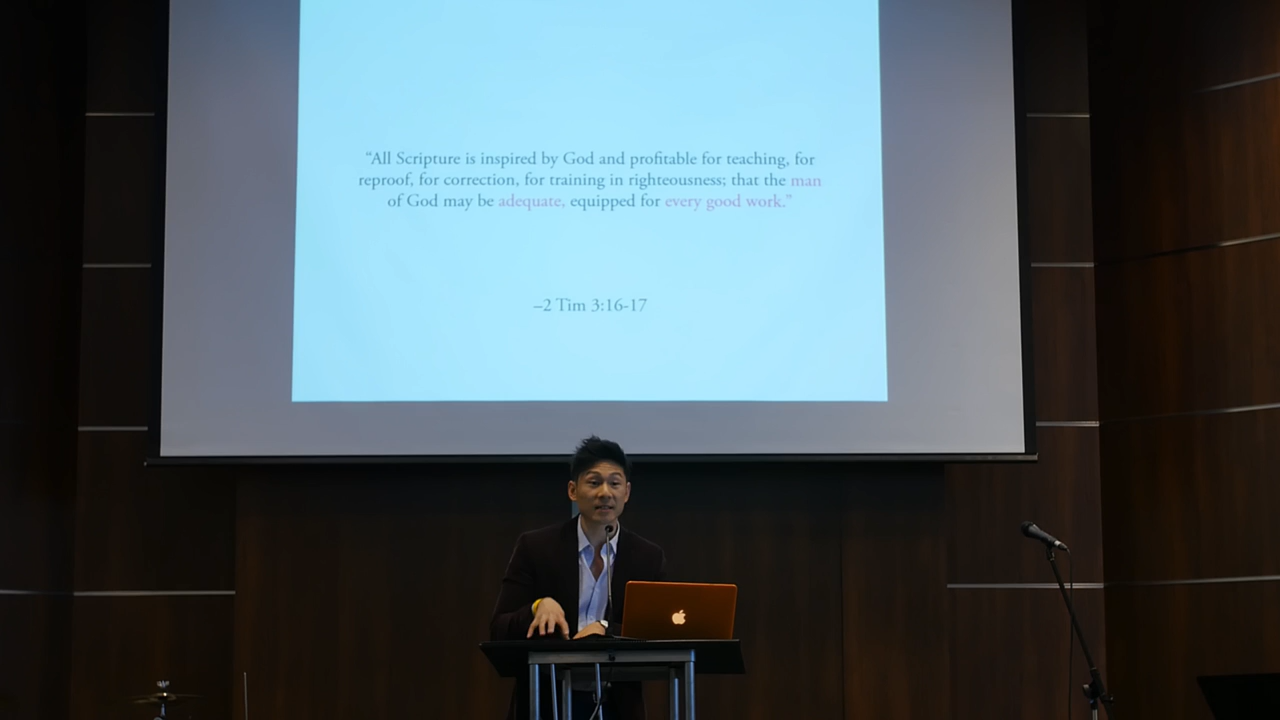 “All Scripture is inspired by God and profitable for teaching, for
reproof, for correction, for training in righteousness; that the man
of God may be adequate, equipped for every good work.”
–2 Tim 3:16-17